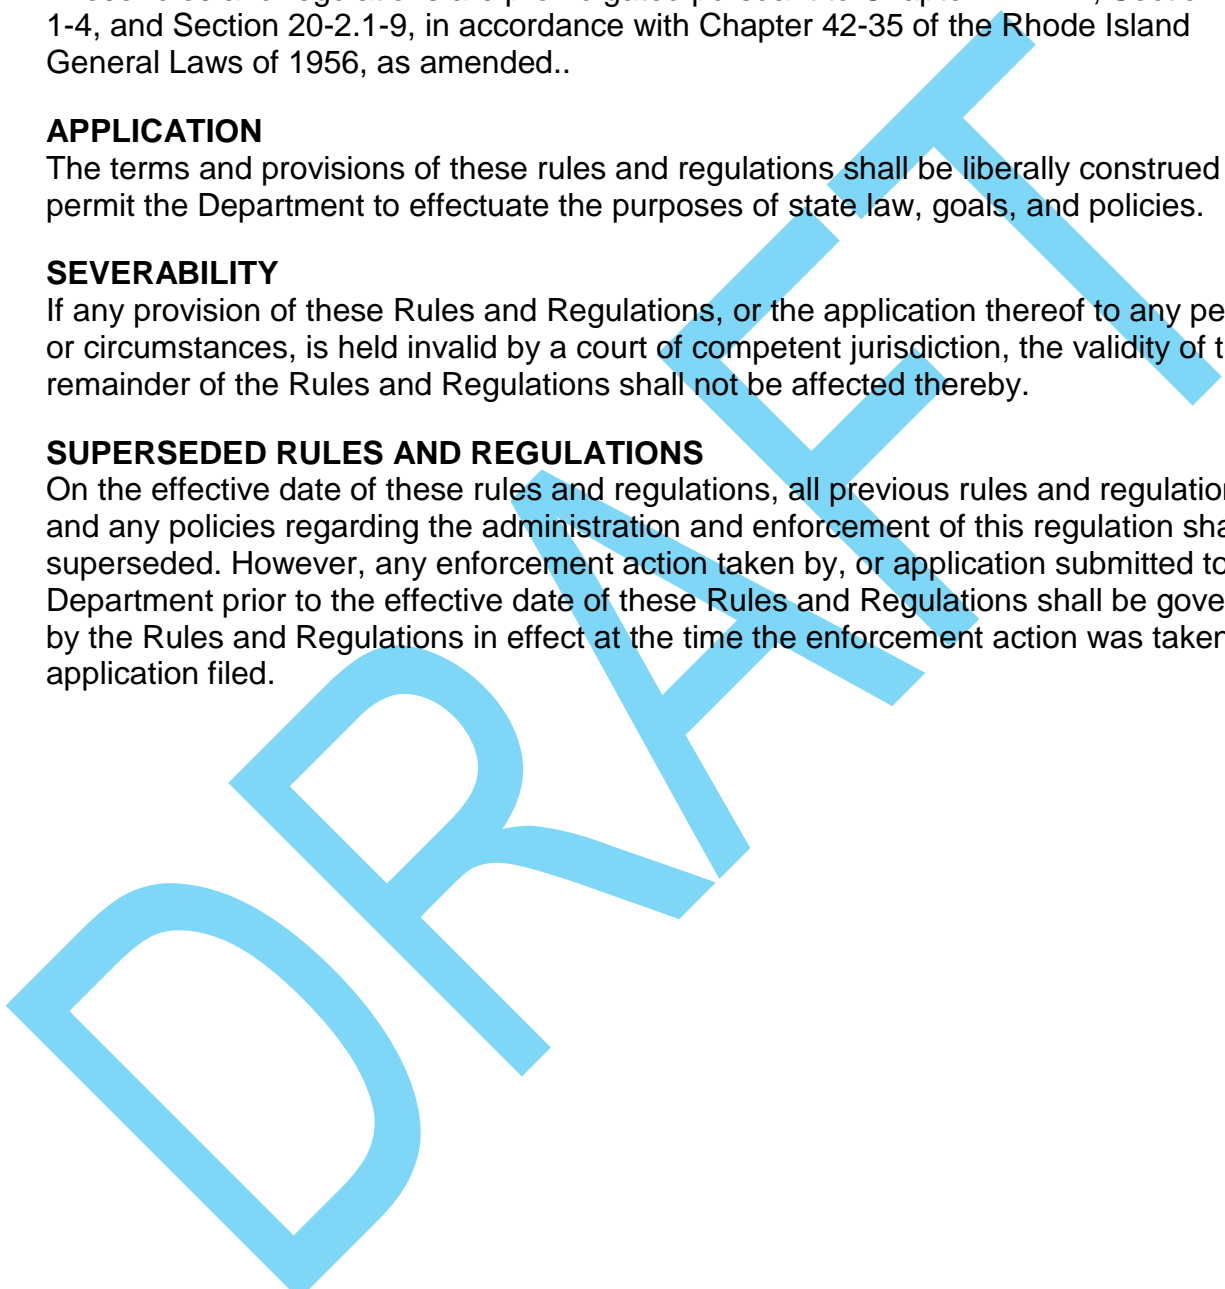 1-4, and Section 20-2.1-9, in accordance with Chapter 42-35 of the Rhode Island
General Laws of 1956, as amended..
APPLICATION
The terms and provisions of these rules and regulations shall be liberally construed
permit the Department to effectuate the purposes of state law, goals, and policies.
SEVERABILITY
If any provision of these Rules and Regulations, or the application thereof to any pe
or circumstances, is held invalid by a court of competent jurisdiction, the validity of t
remainder of the Rules and Regulations shall not be affected thereby.
SUPERSEDED RULES AND REGULATIONS
On the effective date of these rules and regulations, all previous rules and regulation
and any policies regarding the administration and enforcement of this regulation sha
superseded. However, any enforcement action taken by, or application submitted to
Department prior to the effective date of these Rules and Regulations shall be gove
by the Rules and Regulations in effect at the time the enforcement action was taken
application filed.
DRAFT